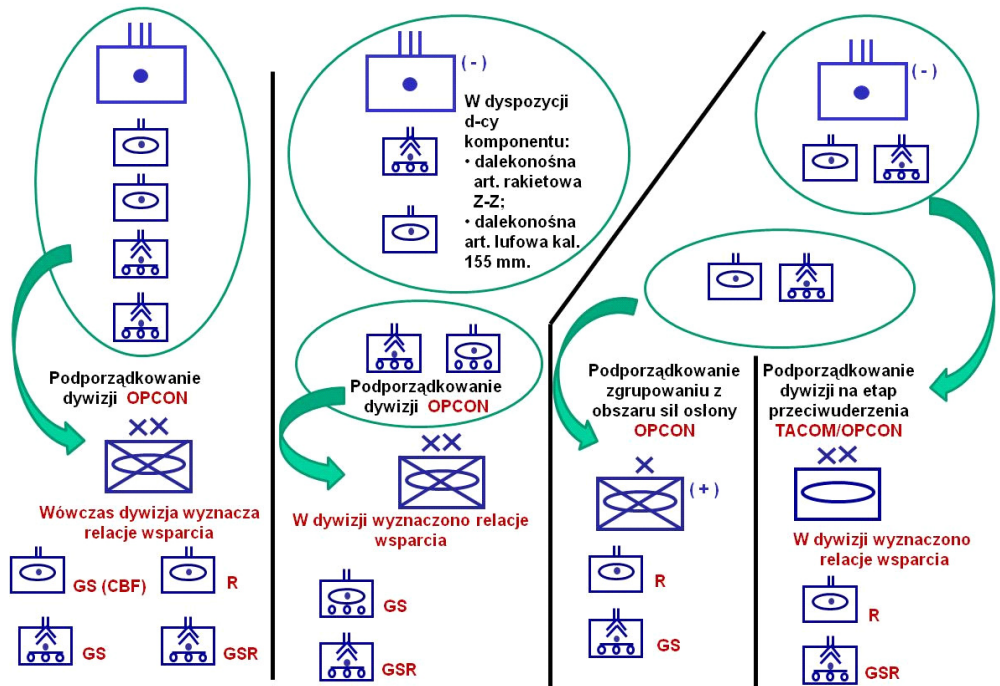 Podporządkowanie
dywizji OPCON
Wówczas dywizja wyznacza
relacje wsparcia
GS (CBF)
R
GS
GSR
( - )
W dyspozycji
d-cy
komponentu:
• dalekonośna
art. rakietowa
Z-Z;
• dalekonośna
art. lufowa kal.
155 mm.
Podporządkowanie
dywizji OPCON
W dywizji wyznaczono relacje
wsparcia
GS
GSR
( - )
Podporządkowanie
zgrupowaniu z
obszaru sil oslony
OPCON
( + )
R
GS
Podporządkowanie
dywizji na etap
przeciwuderzenia
TACOM/OPCON
W dywizji wyznaczono
relacje wsparcia
R
GSR